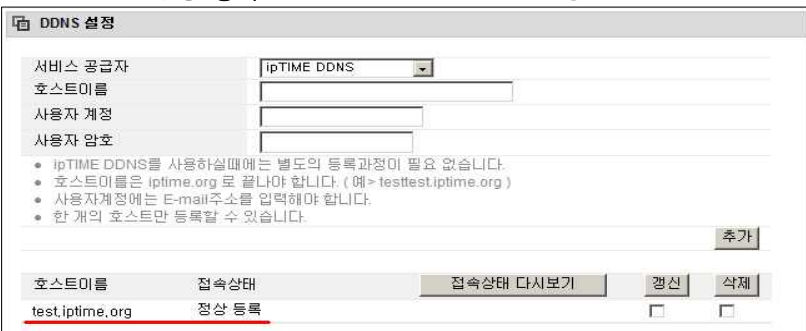 DDNS 설정
서비스 공급자 ipTIME DDNS
호스트이름
사용자 계정
사용자 암호
• ipTIME DDNS를 사용하실때에는 별도의 등록과정이 필요 없습니다.
• 호스트이름은 iptime.org 로 끝나야 합니다. ( 예> testtest.iptime.org )
• 사용자계정에는 E-mail주소를 입력해야 합니다.
• 한 개의 호스트만 등록할 수 있습니다.
추가
호스트이름 접속상태 접속상태 다시보기 갱신 삭제
test.iptime.org 정상 등록